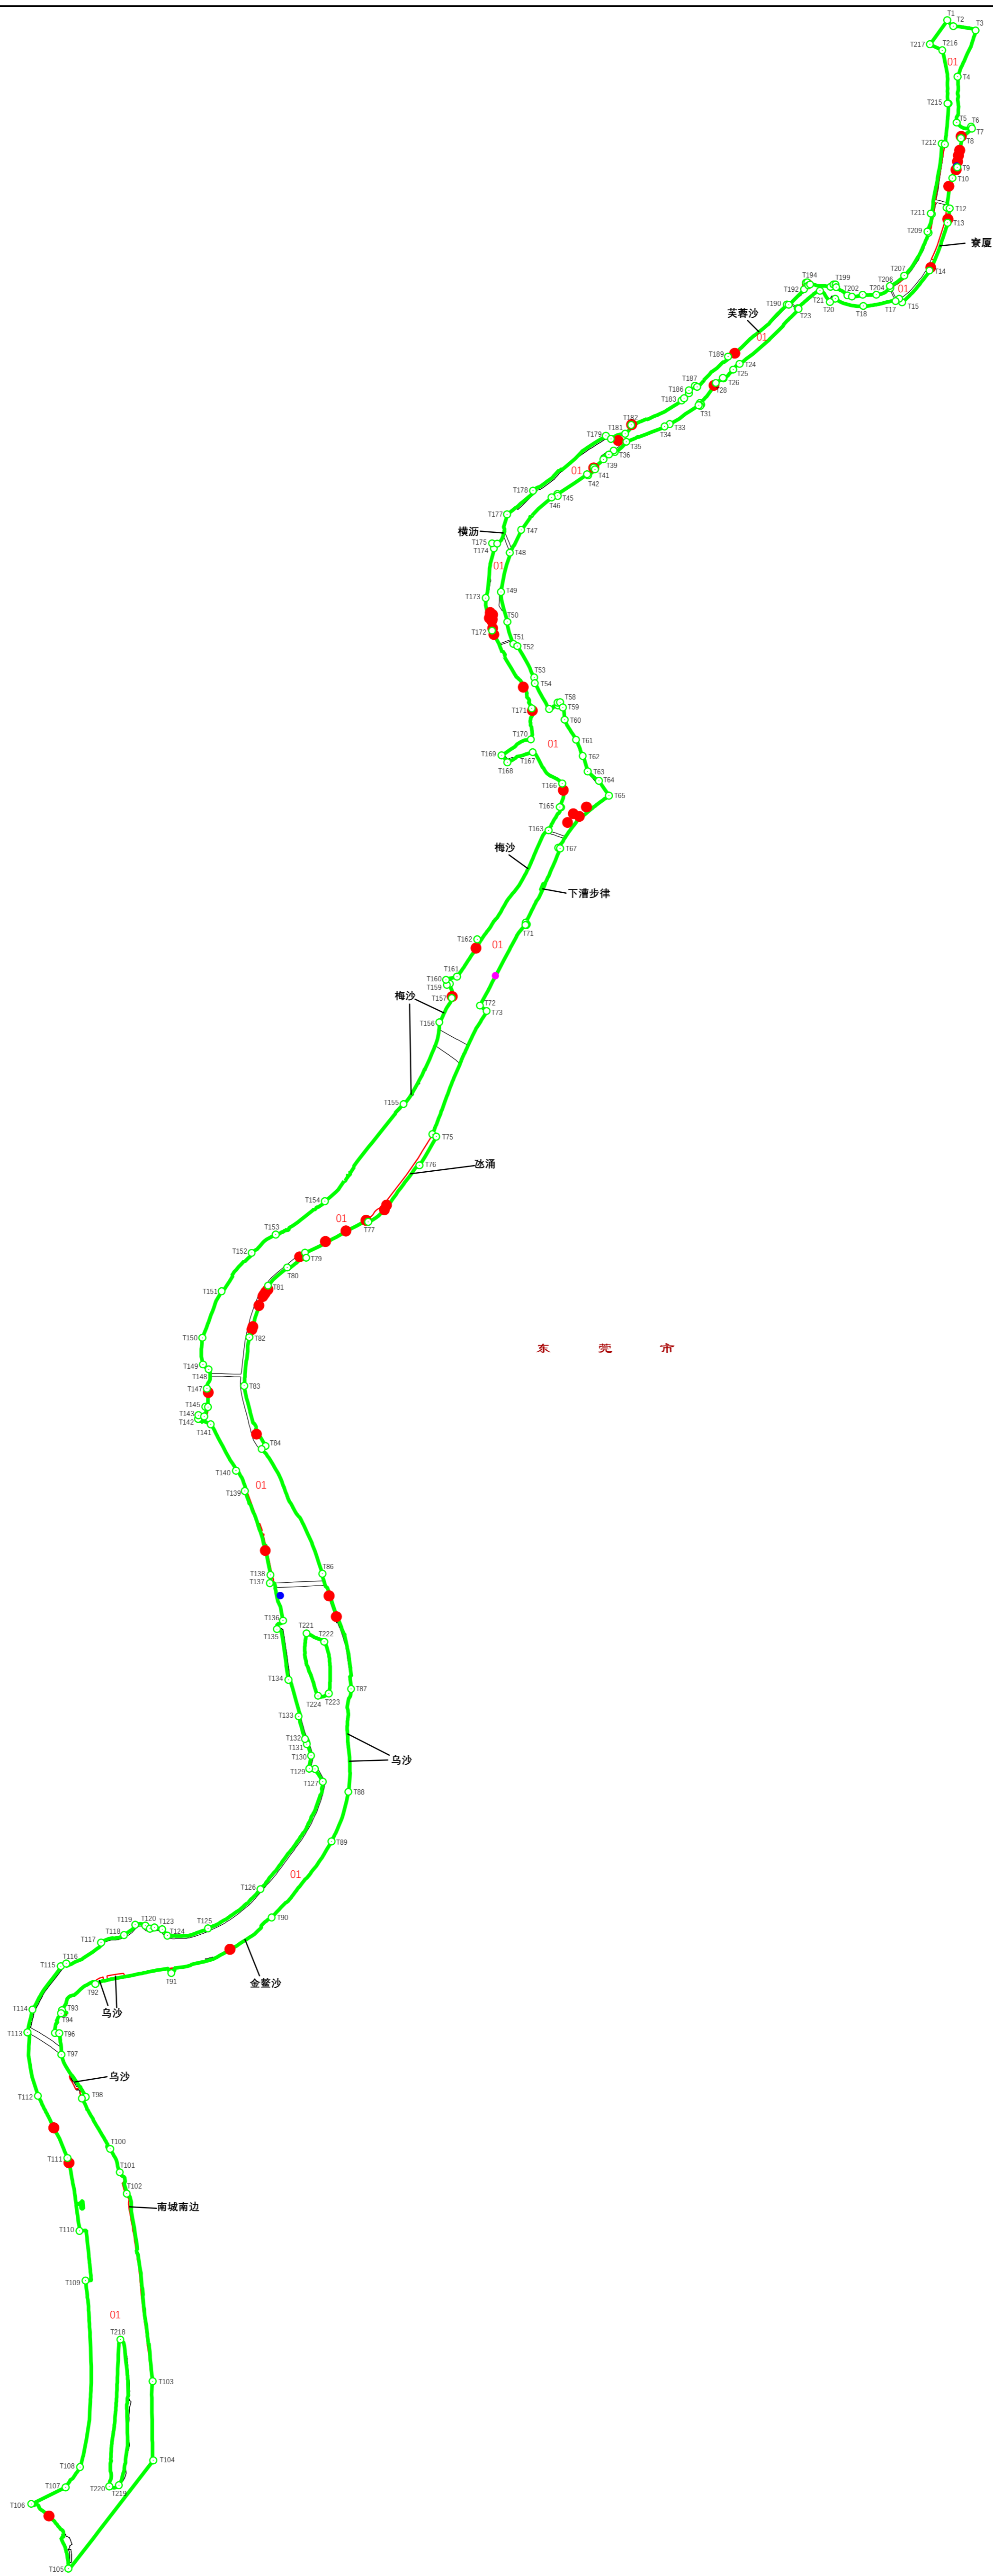 T1
T2
T3
T217
T216
01
T4
T215
T5
T6
T7
T8
T212
T9
T10
T12
T211
T13
T209
寮厦
T14
T207
T194
T206
T199
T192
T202
T204
01
T21
T190
T20
T18
T17
T15
T23
芙蓉沙
01
T189
T24
T25
T26
T187
T28
T186
T183
T31
T182
T181
T33
T179
T34
T35
T36
T39
01
T41
T42
T178
T45
T46
T177
横沥
T47
T175
T174
T48
01
T49
T173
T50
T172
T51
T52
T53
T54
T58
T171
T59
T60
T170
T61
01
T169
T167
T62
T168
T63
T64
T166
T65
T165
T163
梅沙
T67
下漕步律
T71
T162
01
T161
T160
T159
梅沙
T157
T72
T73
T156
T155
T75
T76
氹涌
T154
01
T77
T153
T152
T79
T80
T81
T151
T150
T82
东 莞 市
T149
T148
T83
T147
T145
T143
T142
T141
T84
T140
01
T139
T86
T138
T137
T136
T221
T135
T222
T134
T87
T224
T223
T133
T132
T131
乌沙
T130
T129
T127
T88
T89
01
T126
T90
T119
T120
T123
T125
T118
T124
T117
T116
T115
T91
金鳌沙
T92
乌沙
T114
T93
T94
T113
T96
T97
乌沙
T112
T98
T100
T111
T101
T102
南城南边
T110
T109
01
T218
T103
T104
T108
T107
T220
T219
T106
T105